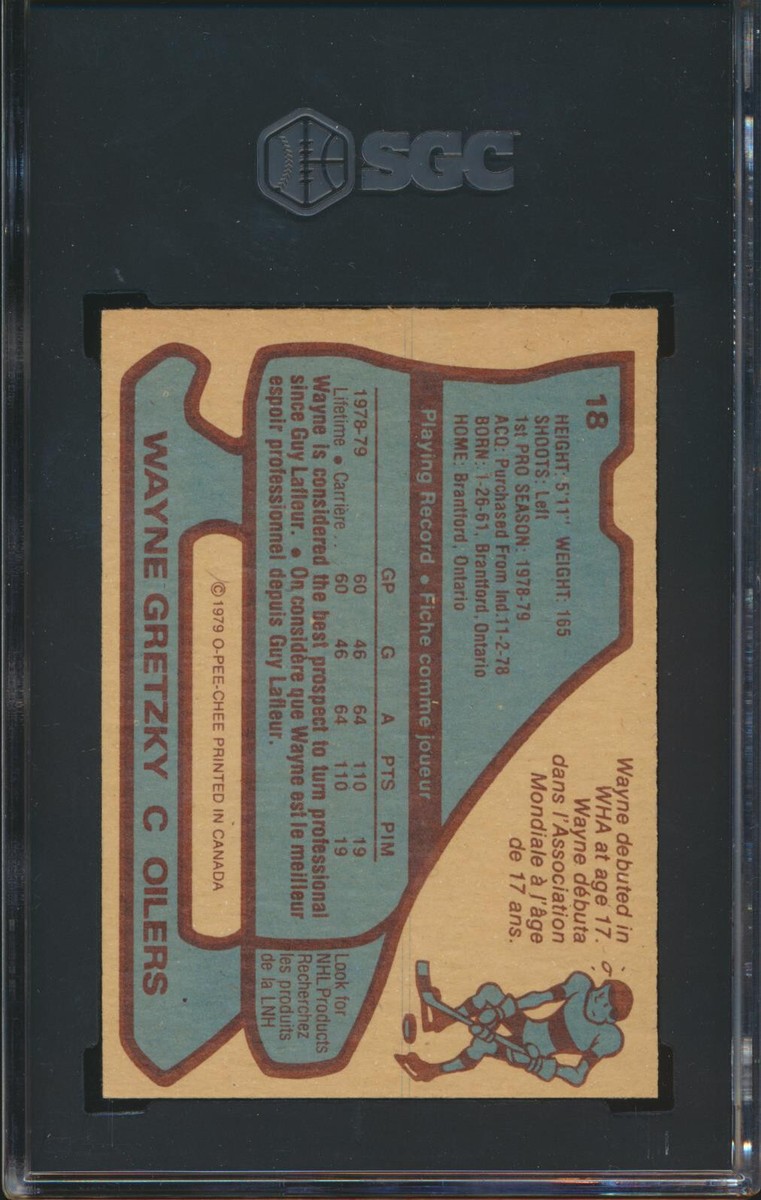 SGC
18
HEIGHT: 5'11" WEIGHT: 165
SHOOTS: Left
1st PRO SEASON: 1978-79
ACQ: Purchased From Ind.11-2-78
BORN: 1-26-61, Brantford, Ontario
HOME: Brantford, Ontario
Wayne debuted in
WHA at age 17.
Wayne débuta
dans l'Association
Mondiale à l'âge
de 17 ans.
Playing Record • Fiche comme joueur
GP G A PTS PIM
1978-79 60 46 64 110 19
Lifetime • Carrière . . 60 46 64 110 19
Wayne is considered the best prospect to turn professional
since Guy Lafleur. • On considère que Wayne est le meilleur
espoir professionnel depuis Guy Lafleur.
Look for
NHL Products
Recherchez
les produits
de la LNH
© 1979 O-PEE-CHEE PRINTED IN CANADA
WAYNE GRETZKY C OILERS